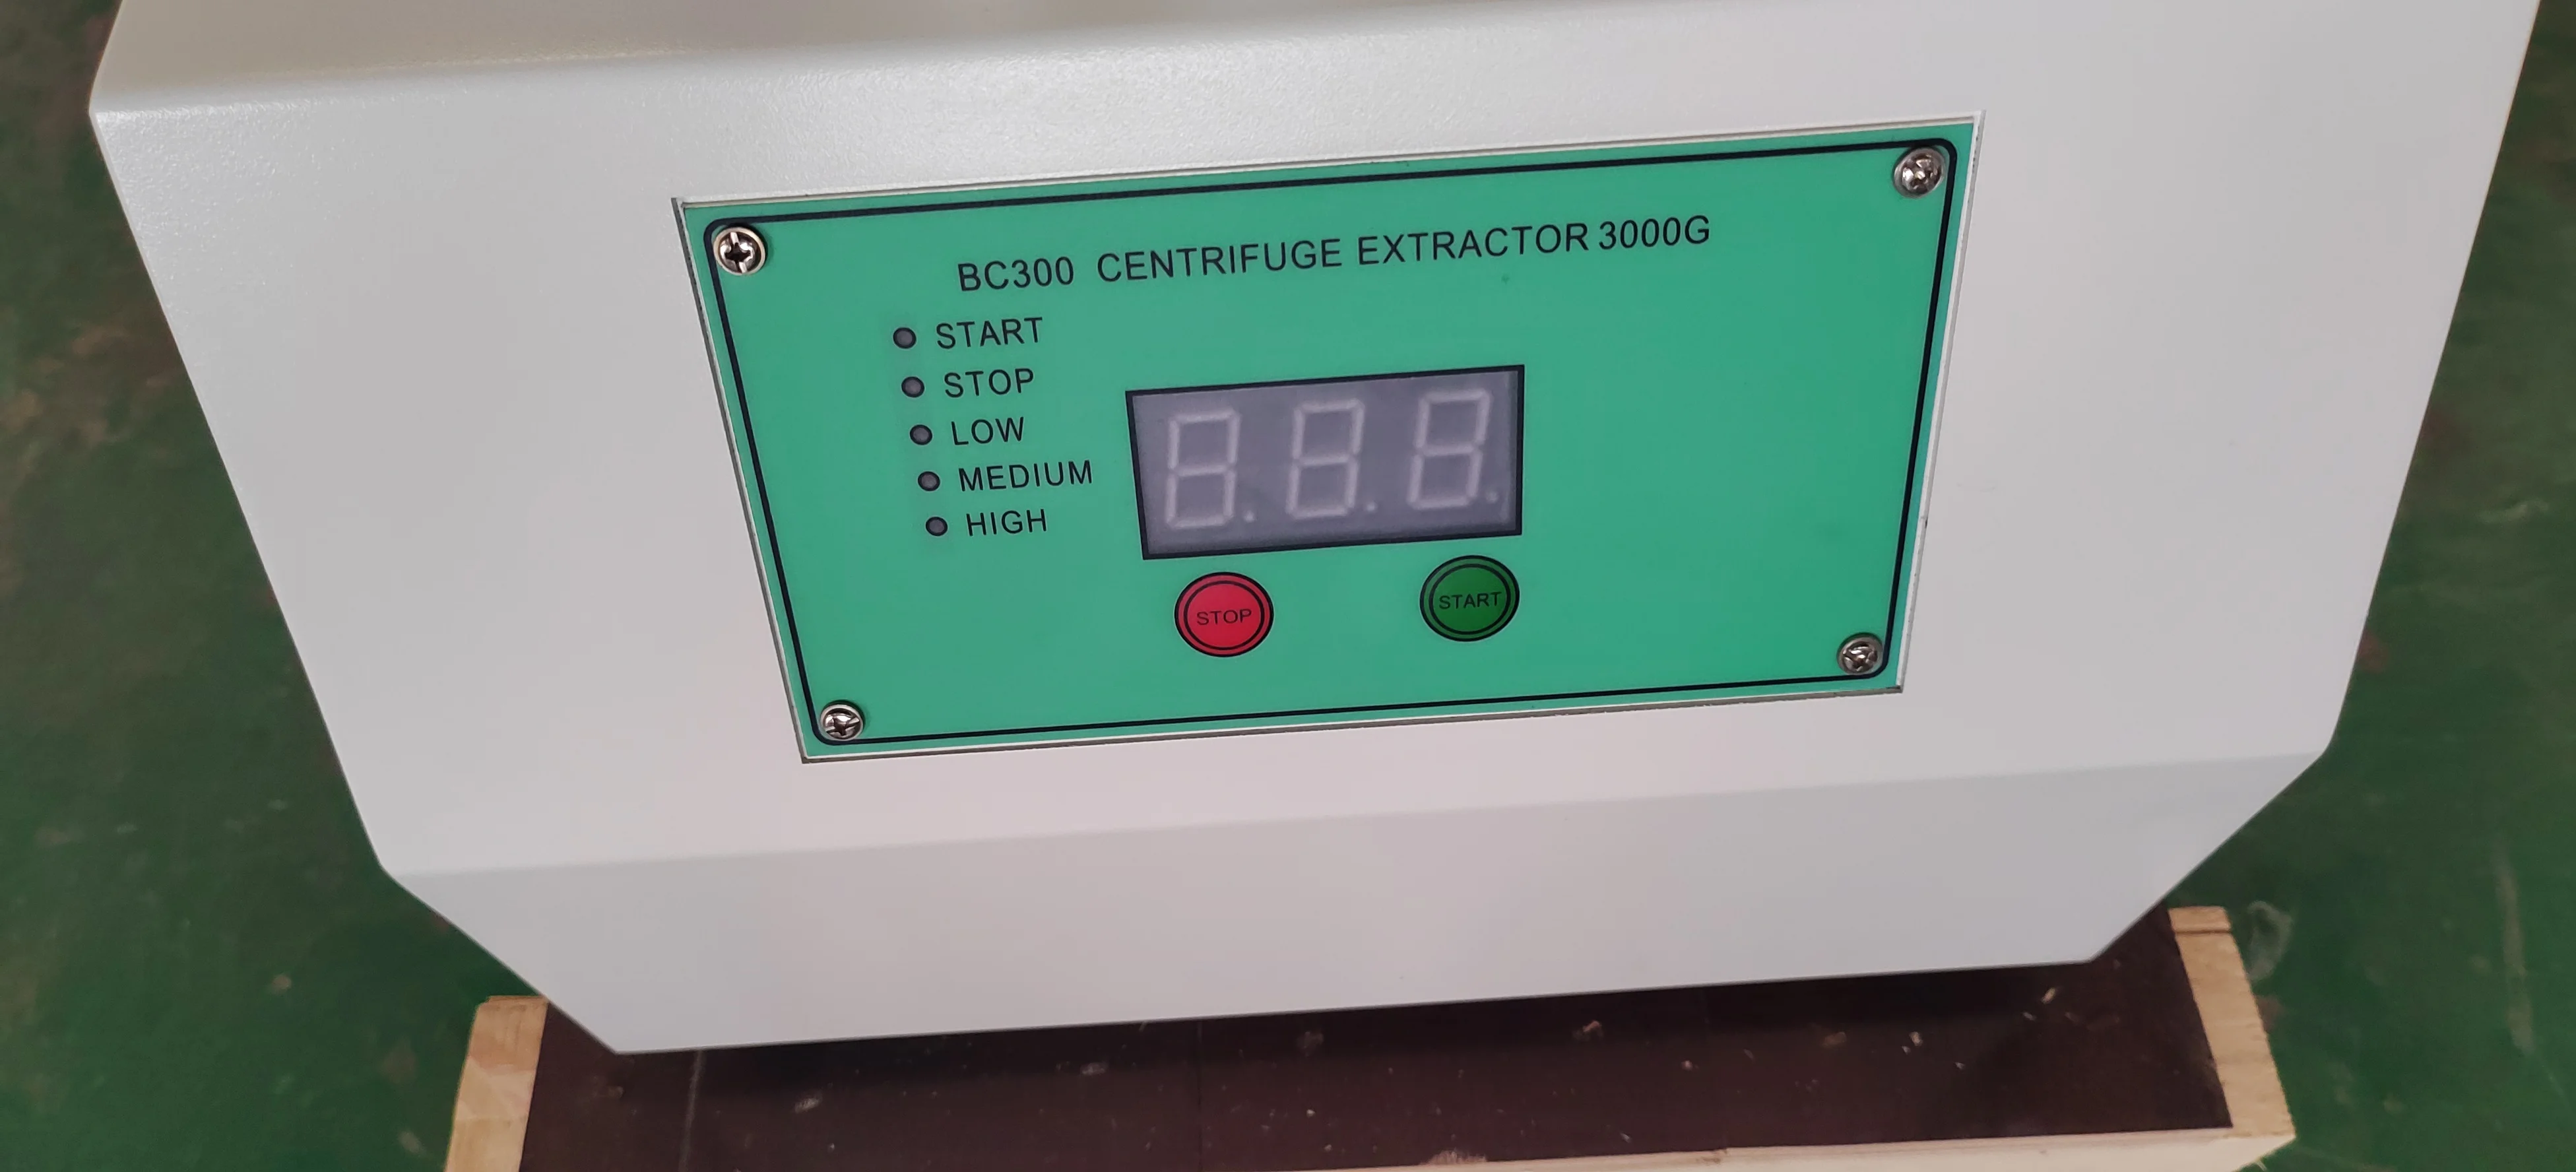 BC300 CENTRIFUGE EXTRACTOR 3000G
START
STOP
LOW
MEDIUM
HIGH
STOP
START